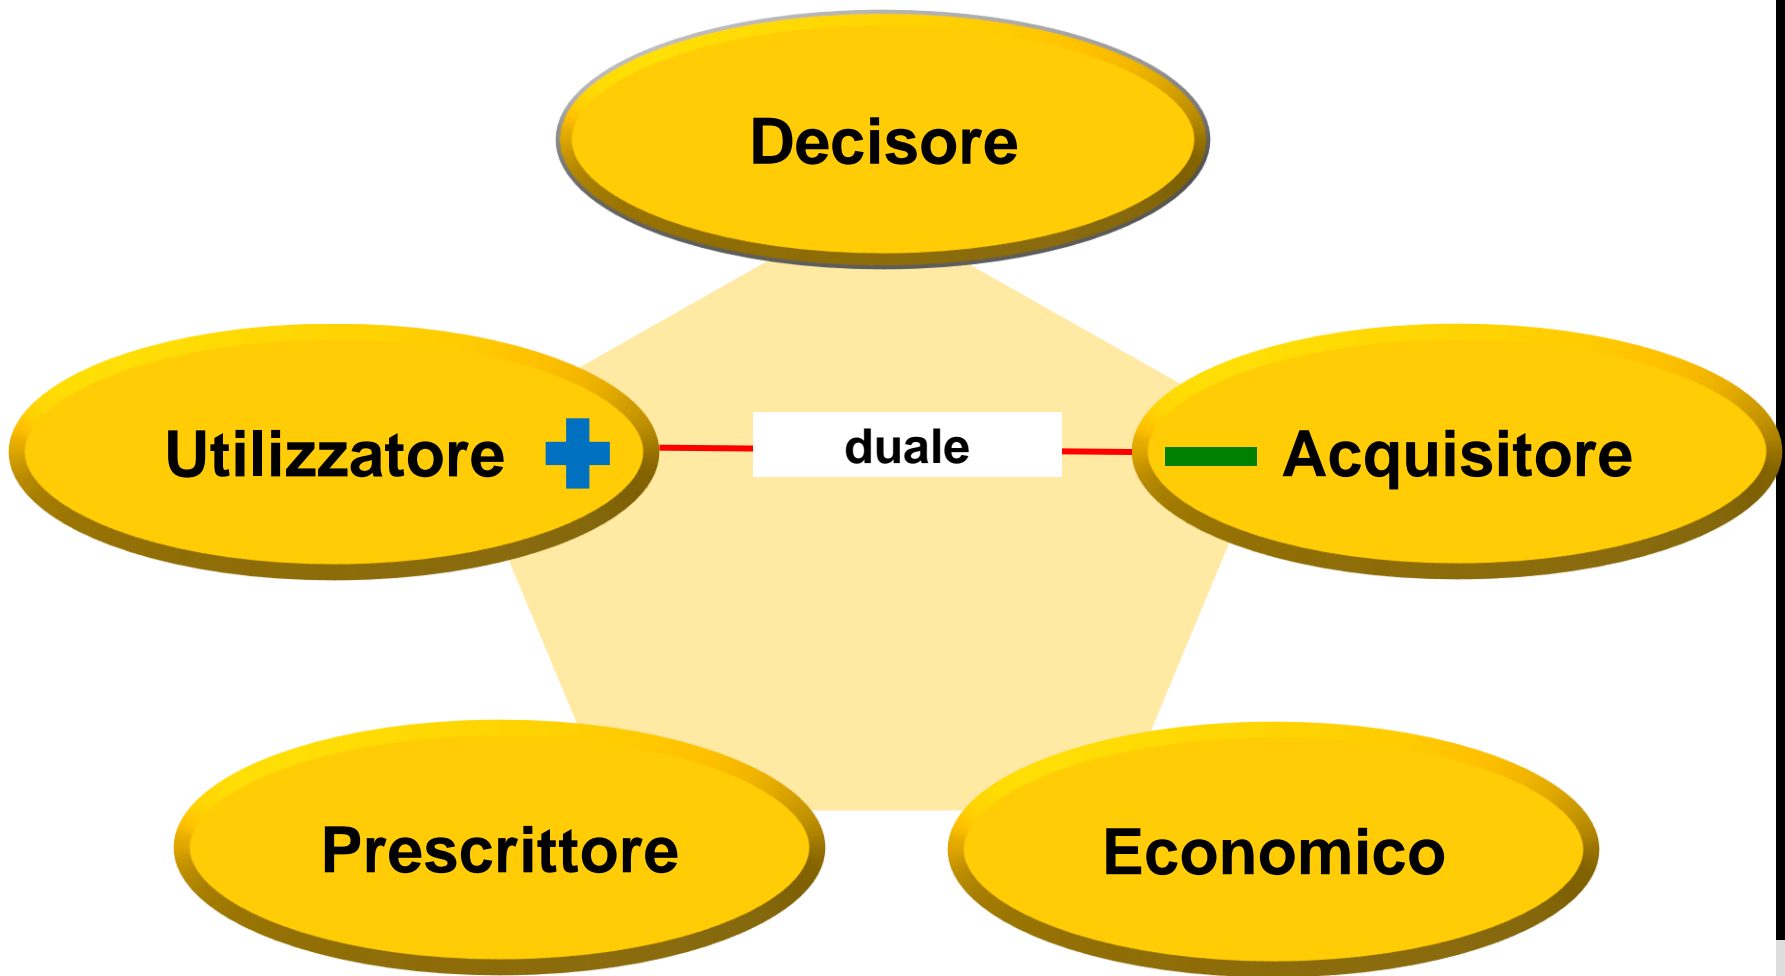 Decisore
Utilizzatore
duale
Acquisitore
Prescrittore
Economico